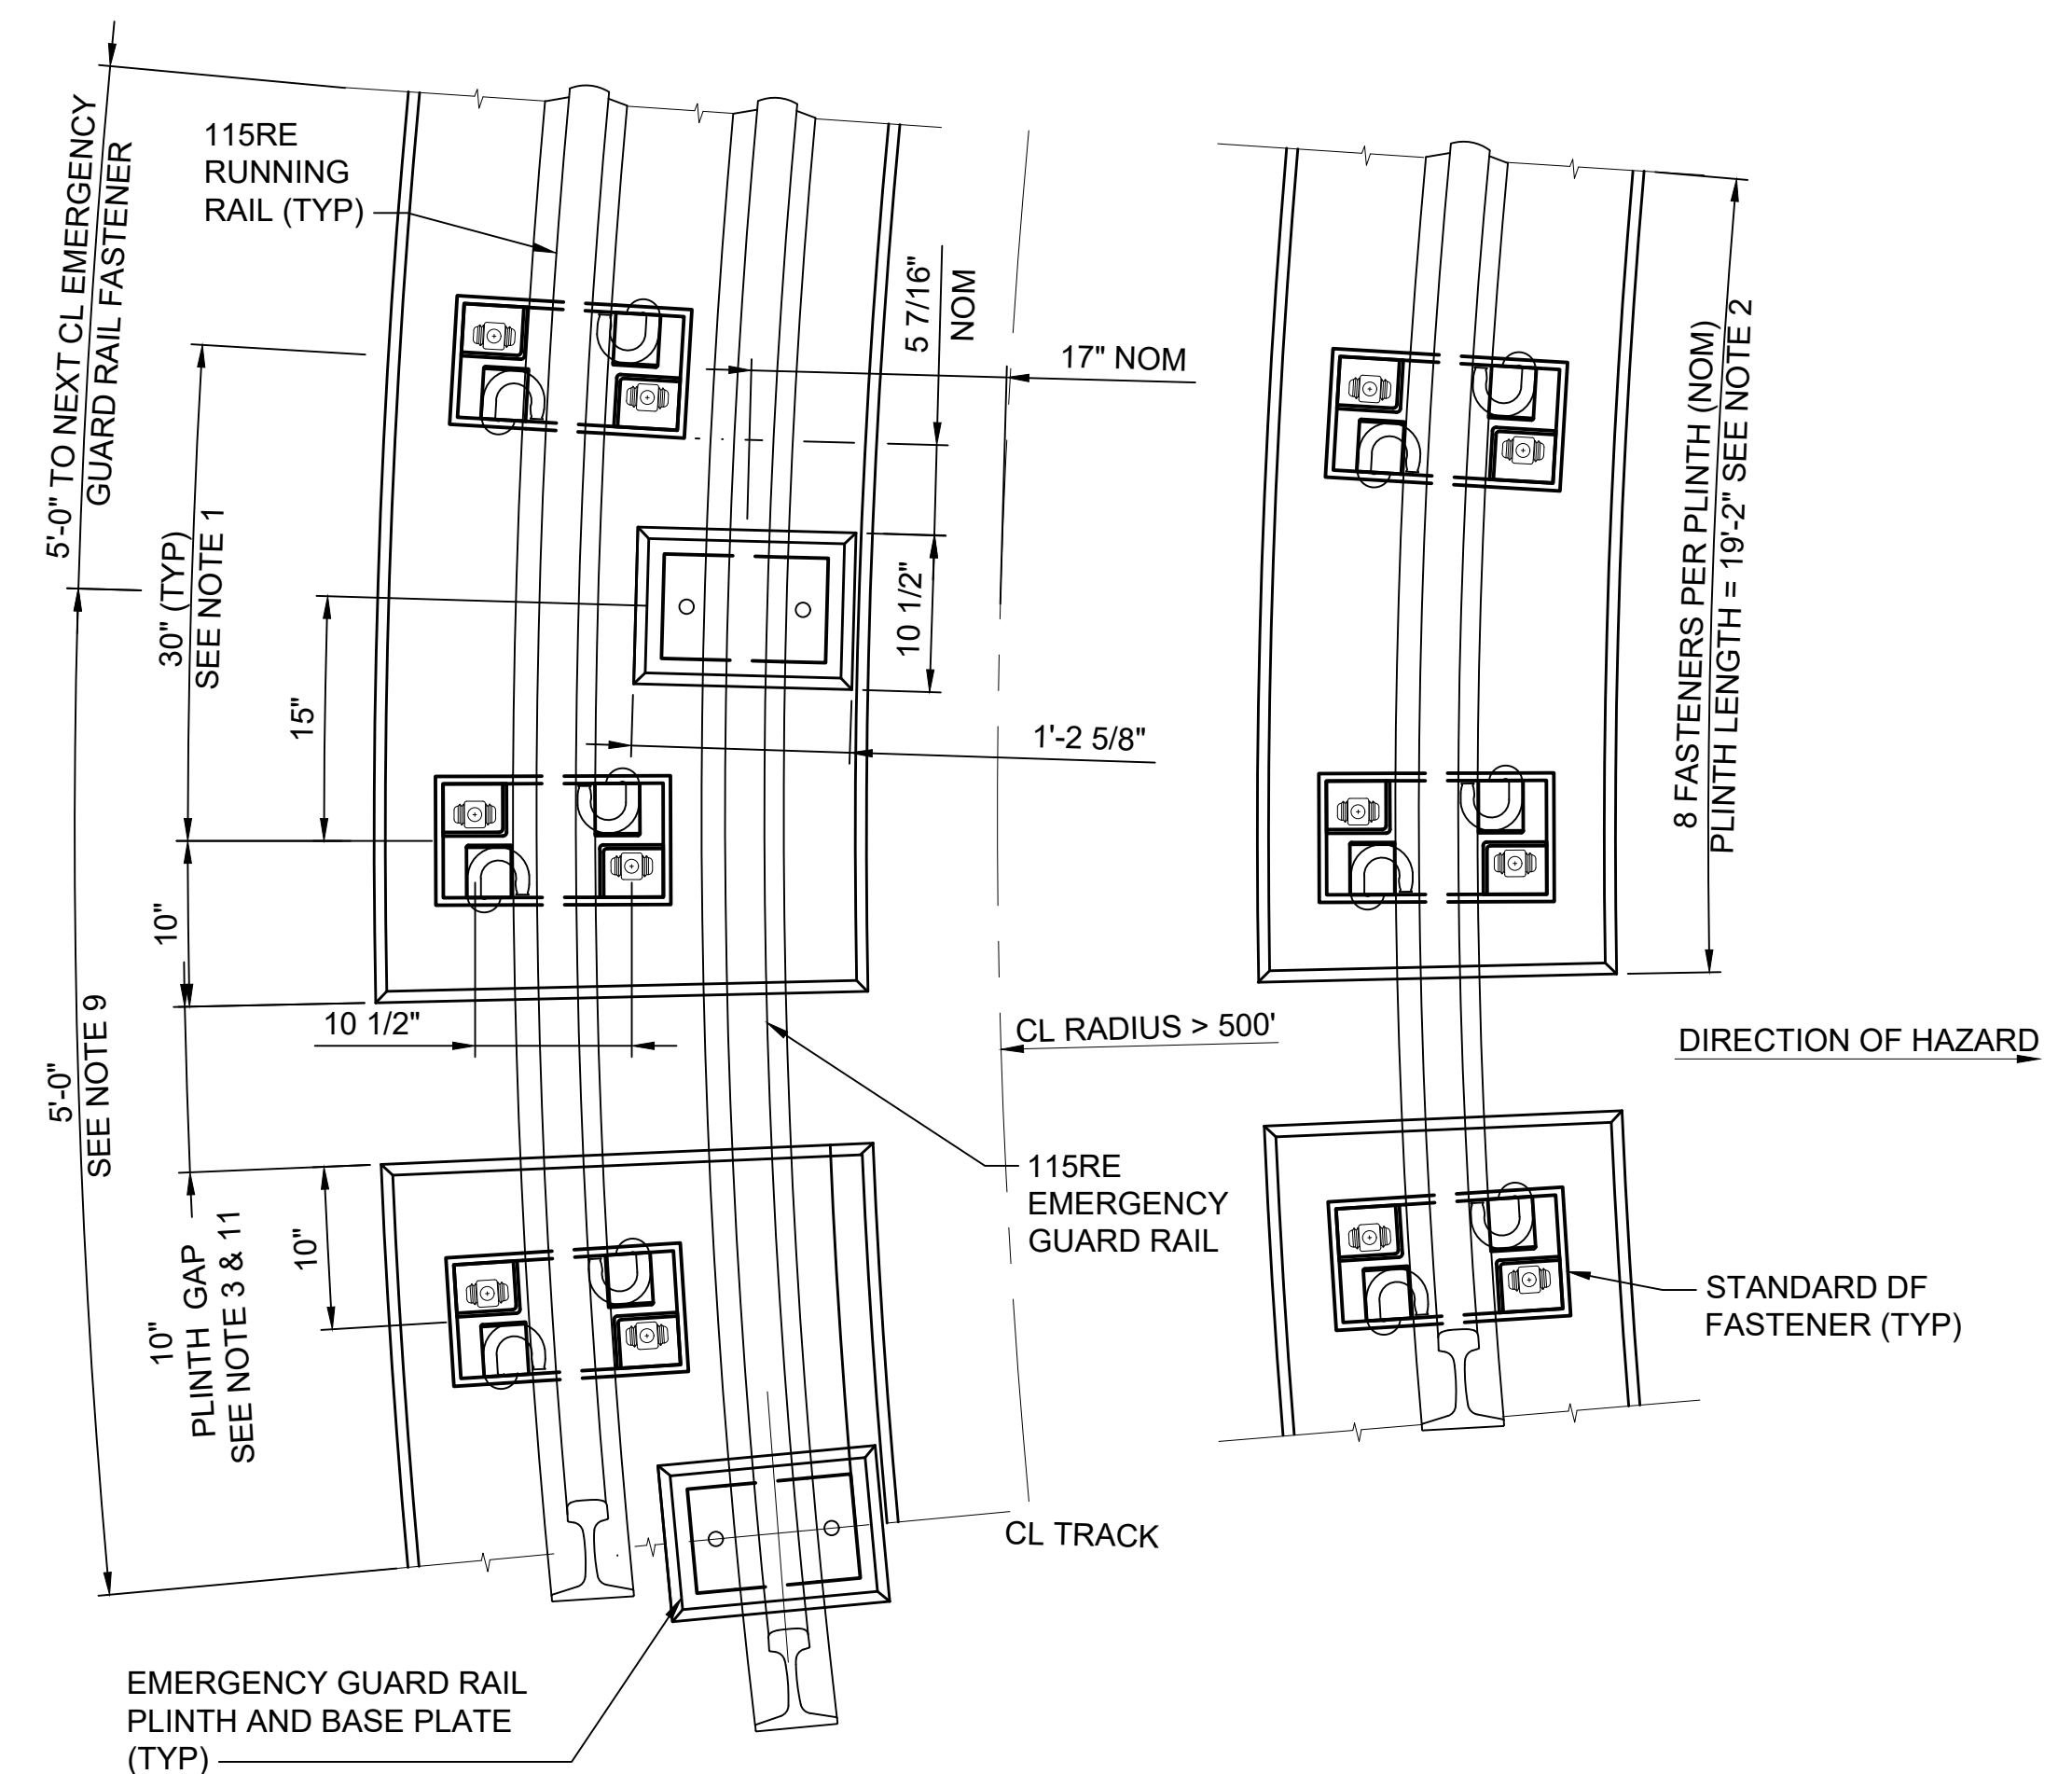 5'-0" TO NEXT CL EMERGENCY
GUARD RAIL FASTENER
115RE
RUNNING
RAIL (TYP)
30" (TYP)
SEE NOTE 1
15"
5 7/16"
NOM
17" NOM
10 1/2"
1'-2 5/8"
8 FASTENERS PER PLINTH (NOM)
PLINTH LENGTH = 19'-2" SEE NOTE 2
10"
10 1/2"
CL RADIUS > 500'
DIRECTION OF HAZARD
5'-0"
SEE NOTE 9
115RE
EMERGENCY
GUARD RAIL
10"
PLINTH GAP
SEE NOTE 3 & 11
10"
STANDARD DF
FASTENER (TYP)
CL TRACK
EMERGENCY GUARD RAIL
PLINTH AND BASE PLATE
(TYP)